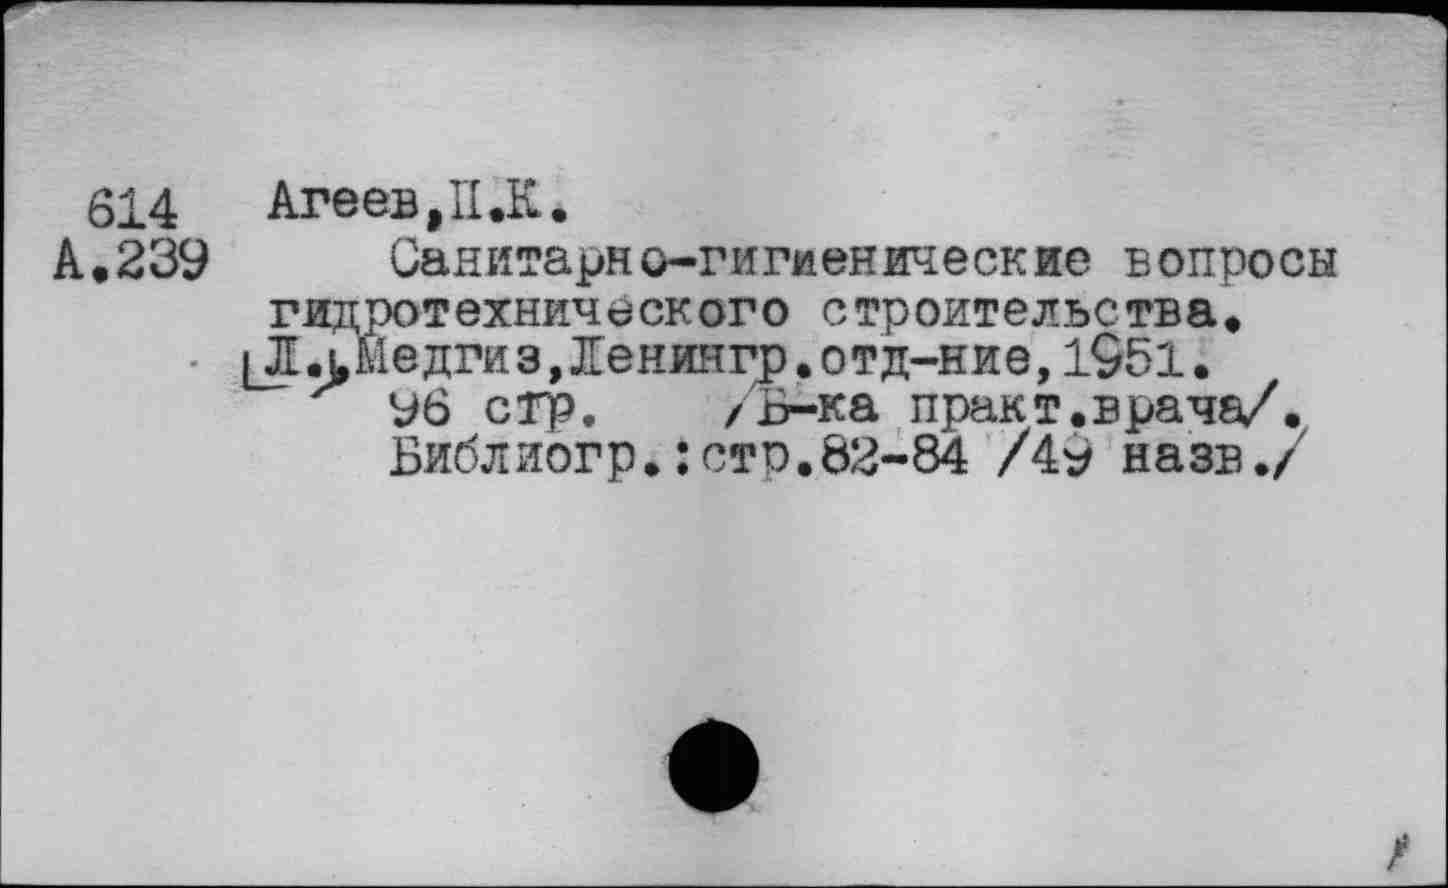 614 Агеев,П.К.
А.239 Санитарно-гигиенические вопросы
гидротехнического строительства.
[Л.],Медгиз,Ленингр.отд-ние,1951.
96 стр. /Б-ка практ.врача/.
Библиогр.:стр.82-84 /49 назв./